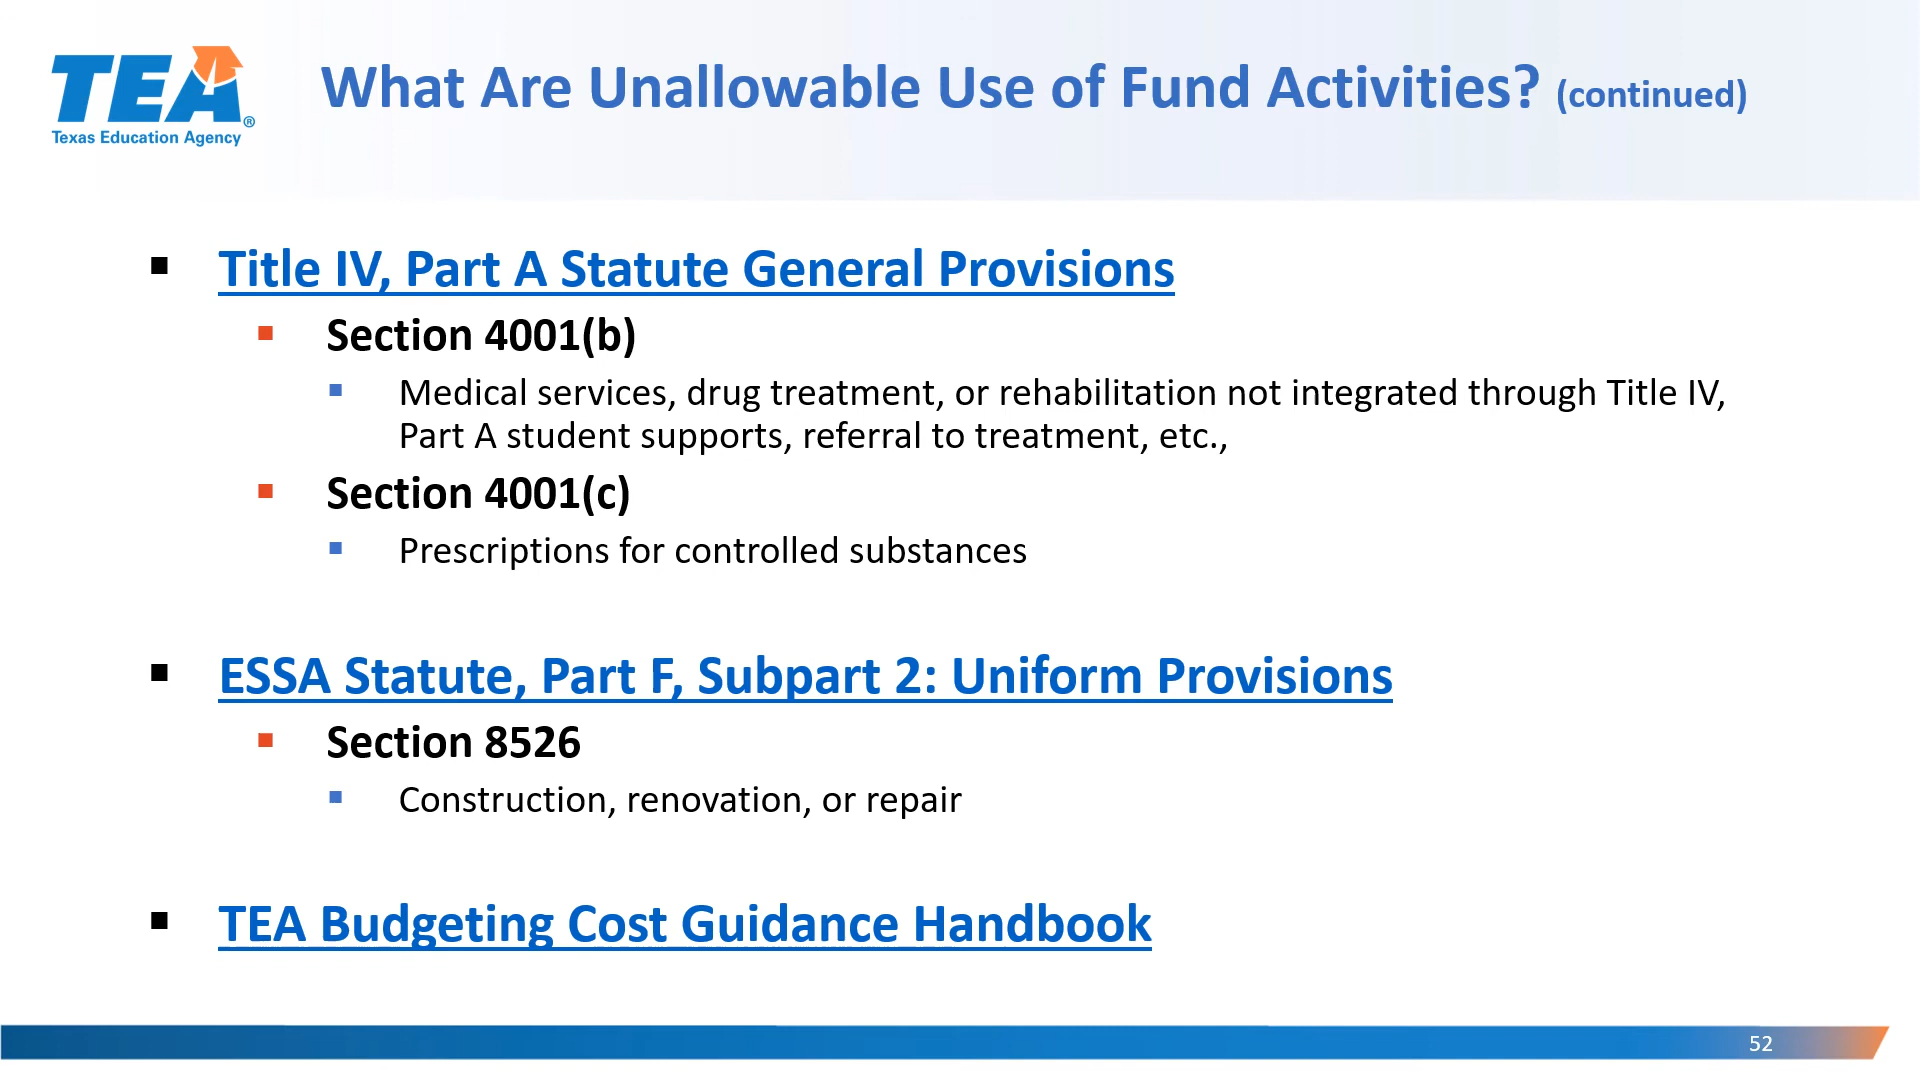 TEA®
Texas Education Agency
What Are Unallowable Use of Fund Activities? (continued)
Title IV, Part A Statute General Provisions
Section 4001(b)
Medical services, drug treatment, or rehabilitation not integrated through Title IV,
Part A student supports, referral to treatment, etc.,
Section 4001(c)
Prescriptions for controlled substances
ESSA Statute, Part F, Subpart 2: Uniform Provisions
Section 8526
Construction, renovation, or repair
TEA Budgeting Cost Guidance Handbook
52